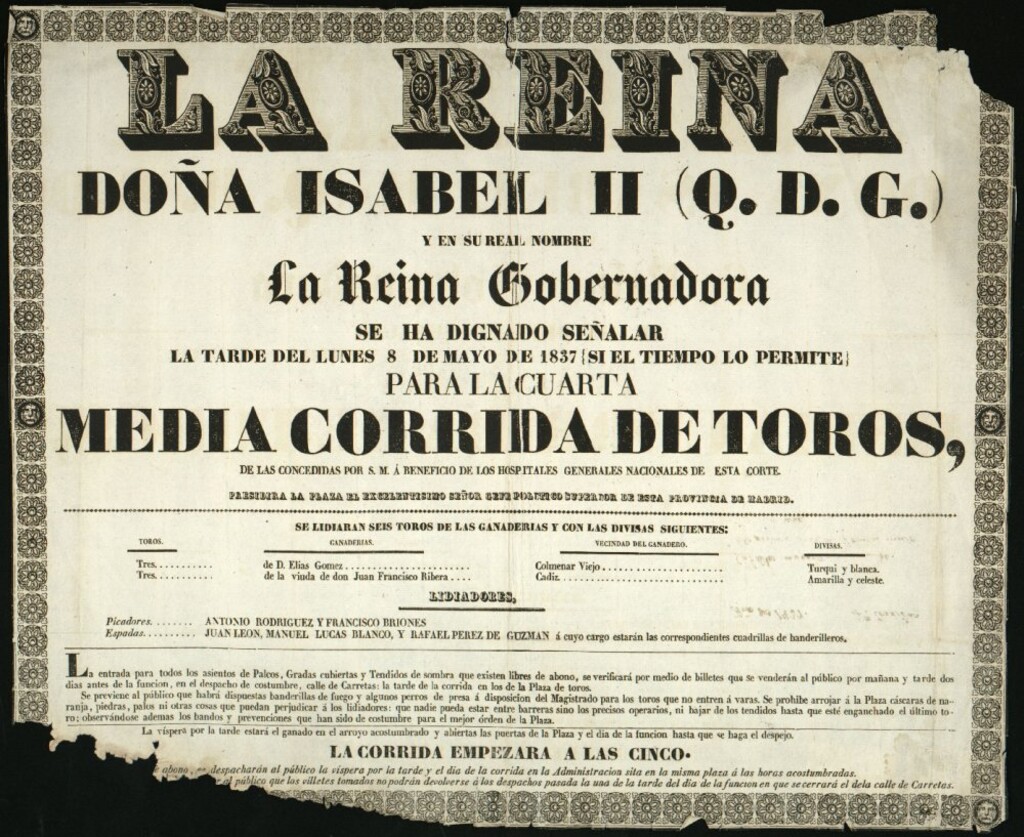 LA REINA
DOÑA ISABEL II (Q. D. G.)
Y EN SU REAL NOMBRE
La Reina Gobernadora
SE HA DIGNADO SEÑALAR
LA TARDE DEL LUNES 8 DE MAYO DE 1837 {SI EL TIEMPO LO PERMITE}
PARA LA CUARTA
MEDIA CORRIDA DE TOROS,
DE LAS CONCEDIDAS POR S. M. Á BENEFICIO DE LOS HOSPITALES GENERALES NACIONALES DE ESTA CORTE.
PRESIDIRA LA PLAZA EL EXCELENTISIMO SEÑOR GEFE POLITICO SUPERIOR DE ESTA PROVINCIA DE MADRID.
SE LIDIARAN SEIS TOROS DE LAS GANADERIAS Y CON LAS DIVISAS SIGUIENTES:
TOROS. GANADERIAS. VECINDAD DEL GANADERO. DIVISAS.
Tres.......... de D. Elias Gomez........................ Colmenar Viejo........................ Turquí y blanca.
Tres.......... de la viuda de don Juan Francisco Ribera.... Cadiz.............................. Amarilla y celeste.
LIDIADORES,
Picadores........ ANTONIO RODRIGUEZ Y FRANCISCO BRIONES
Espadas.......... JUAN LEON, MANUEL LUCAS BLANCO, Y RAFAEL PEREZ DE GUZMAN á cuyo cargo estarán las correspondientes cuadrillas de banderilleros,
La entrada para todos los asientos de Palcos, Gradas cubiertas y Tendidos de sombra que existen libres de abono, se verificará por medio de billetes que se venderán al público por mañana y tarde dos
dias antes de la funcion, en el despacho de costumbre, calle de Carretas: la tarde de la corrida en los de la Plaza de toros.
Se previene al público que habrá dispuestas banderillas de fuego y algunos perros de presa á disposicion del Magistrado para los toros que no entren á varas. Se prohibe arrojar á la Plaza cáscaras de na-
ranja, piedras, palos ni otras cosas que puedan perjudicar á los lidiadores: que nadie pueda estar entre barreras sino los precisos operarios, ni bajar de los tendidos hasta que esté enganchado el último to-
ro; observándose ademas los bandos y prevenciones que han sido de costumbre para el mejor órden de la Plaza.
La víspera por la tarde estará el ganado en el arroyo acostumbrado y abiertas las puertas de la Plaza y el dia de la funcion hasta que se haga el despejo.
LA CORRIDA EMPEZARA A LAS CINCO.
abono, se despacharán al público la víspera por la tarde y el dia de la corrida en la Administracion sita en la misma plaza á las horas acostumbradas.
al público que los villetes tomados no podrán devolverse á los despachos pasada la una de la tarde del dia de la funcion en que se cerrará el de la calle de Carretas.